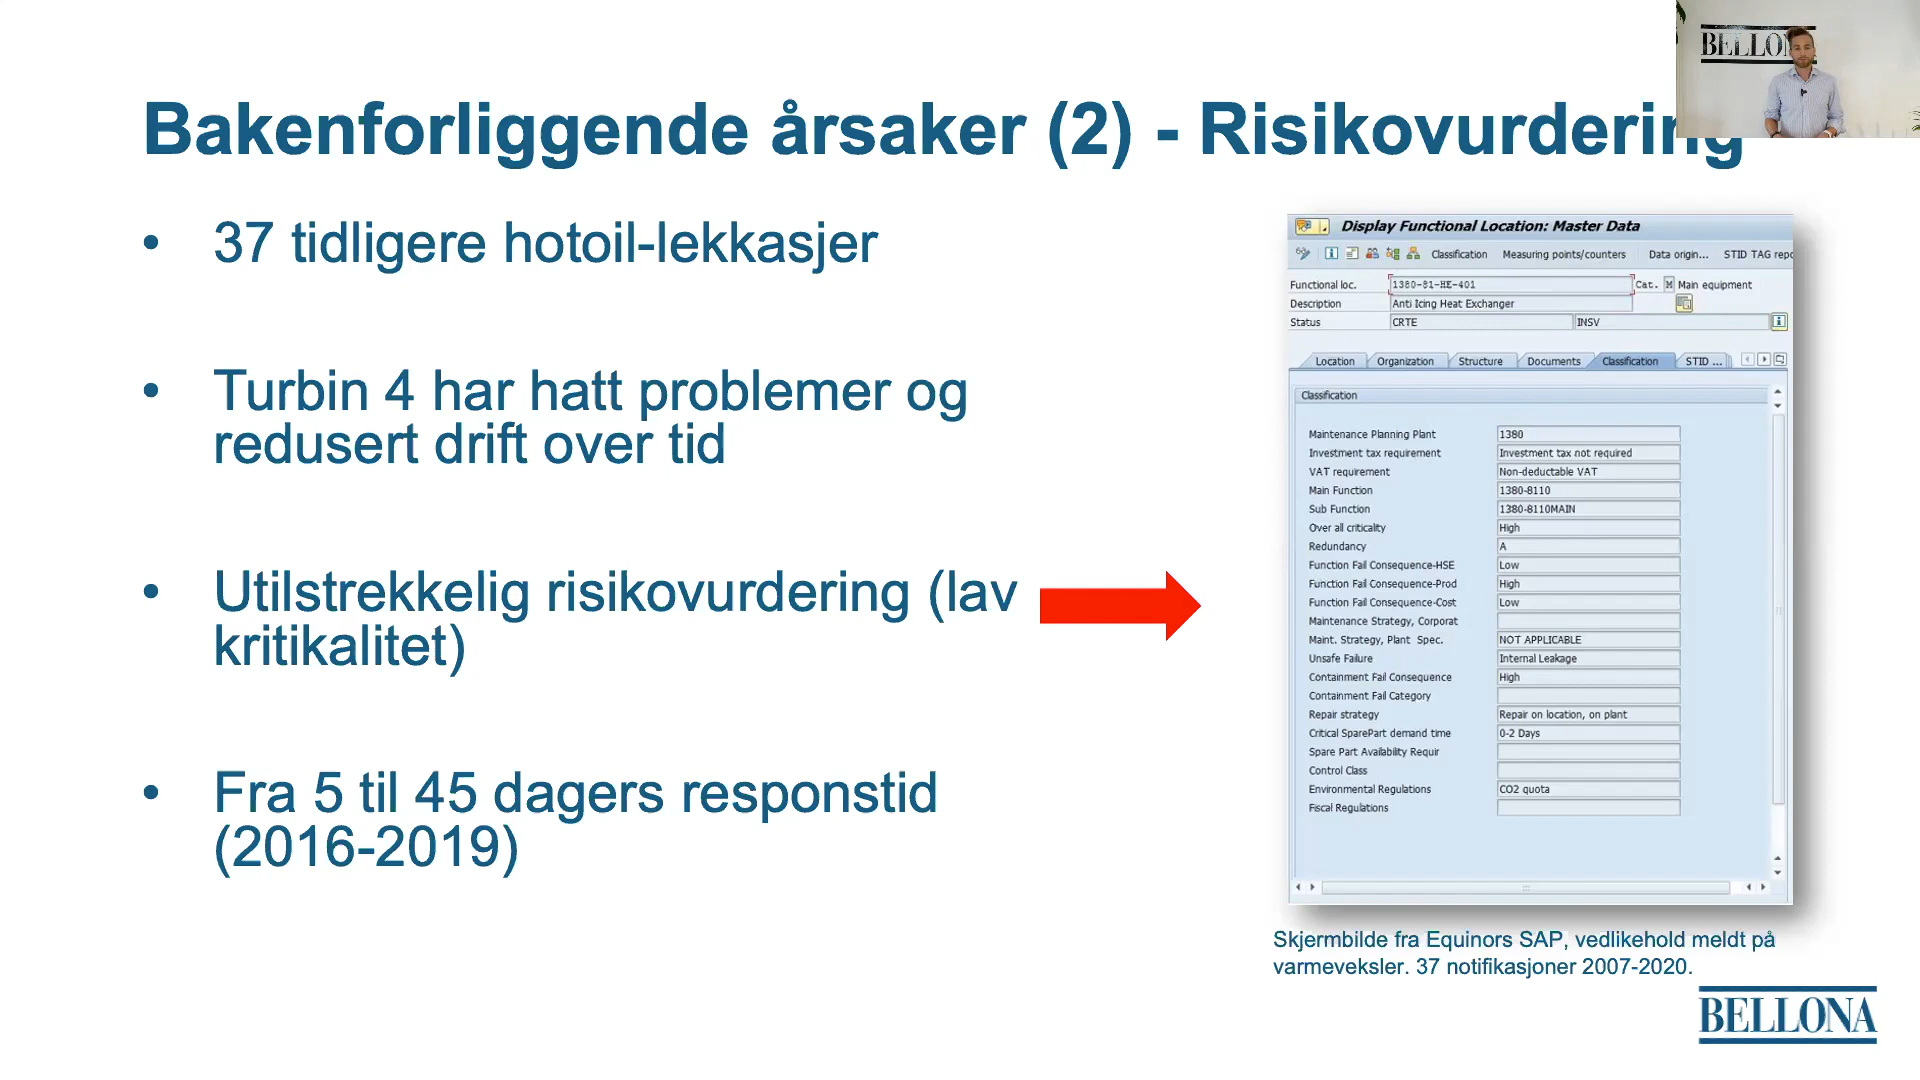 BELLON
Bakenforliggende årsaker (2) - Risikovurdering
• 37 tidligere hotoil-lekkasjer
• Turbin 4 har hatt problemer og
redusert drift over tid
• Utilstrekkelig risikovurdering (lav
kritikalitet)
• Fra 5 til 45 dagers responstid
(2016-2019)
Display Functional Location: Master Data
Classification Measuring points/counters Data origin... STID TAG repo
Functional loc. 1380-81-HE-401 Cat. M Main equipment
Description Anti Icing Heat Exchanger
Status CRTE INSV
Location Organization Structure Documents Classification STID ...
Classification
Maintenance Planning Plant 1380
Investment tax requirement Investment tax not required
VAT requirement Non-deductable VAT
Main Function 1380-8110
Sub Function 1380-8110MAIN
Over all criticality High
Redundancy A
Function Fail Consequence-HSE Low
Function Fail Consequence-Prod High
Function Fail Consequence-Cost Low
Maintenance Strategy, Corporat
Maint. Strategy, Plant Spec. NOT APPLICABLE
Unsafe Failure Internal Leakage
Containment Fail Consequence High
Containment Fail Category
Repair strategy Repair on location, on plant
Critical SparePart demand time 0-2 Days
Spare Part Availability Requir
Control Class
Environmental Regulations CO2 quota
Fiscal Regulations
Skjermbilde fra Equinors SAP, vedlikehold meldt på
varmeveksler. 37 notifikasjoner 2007-2020.
BELLONA